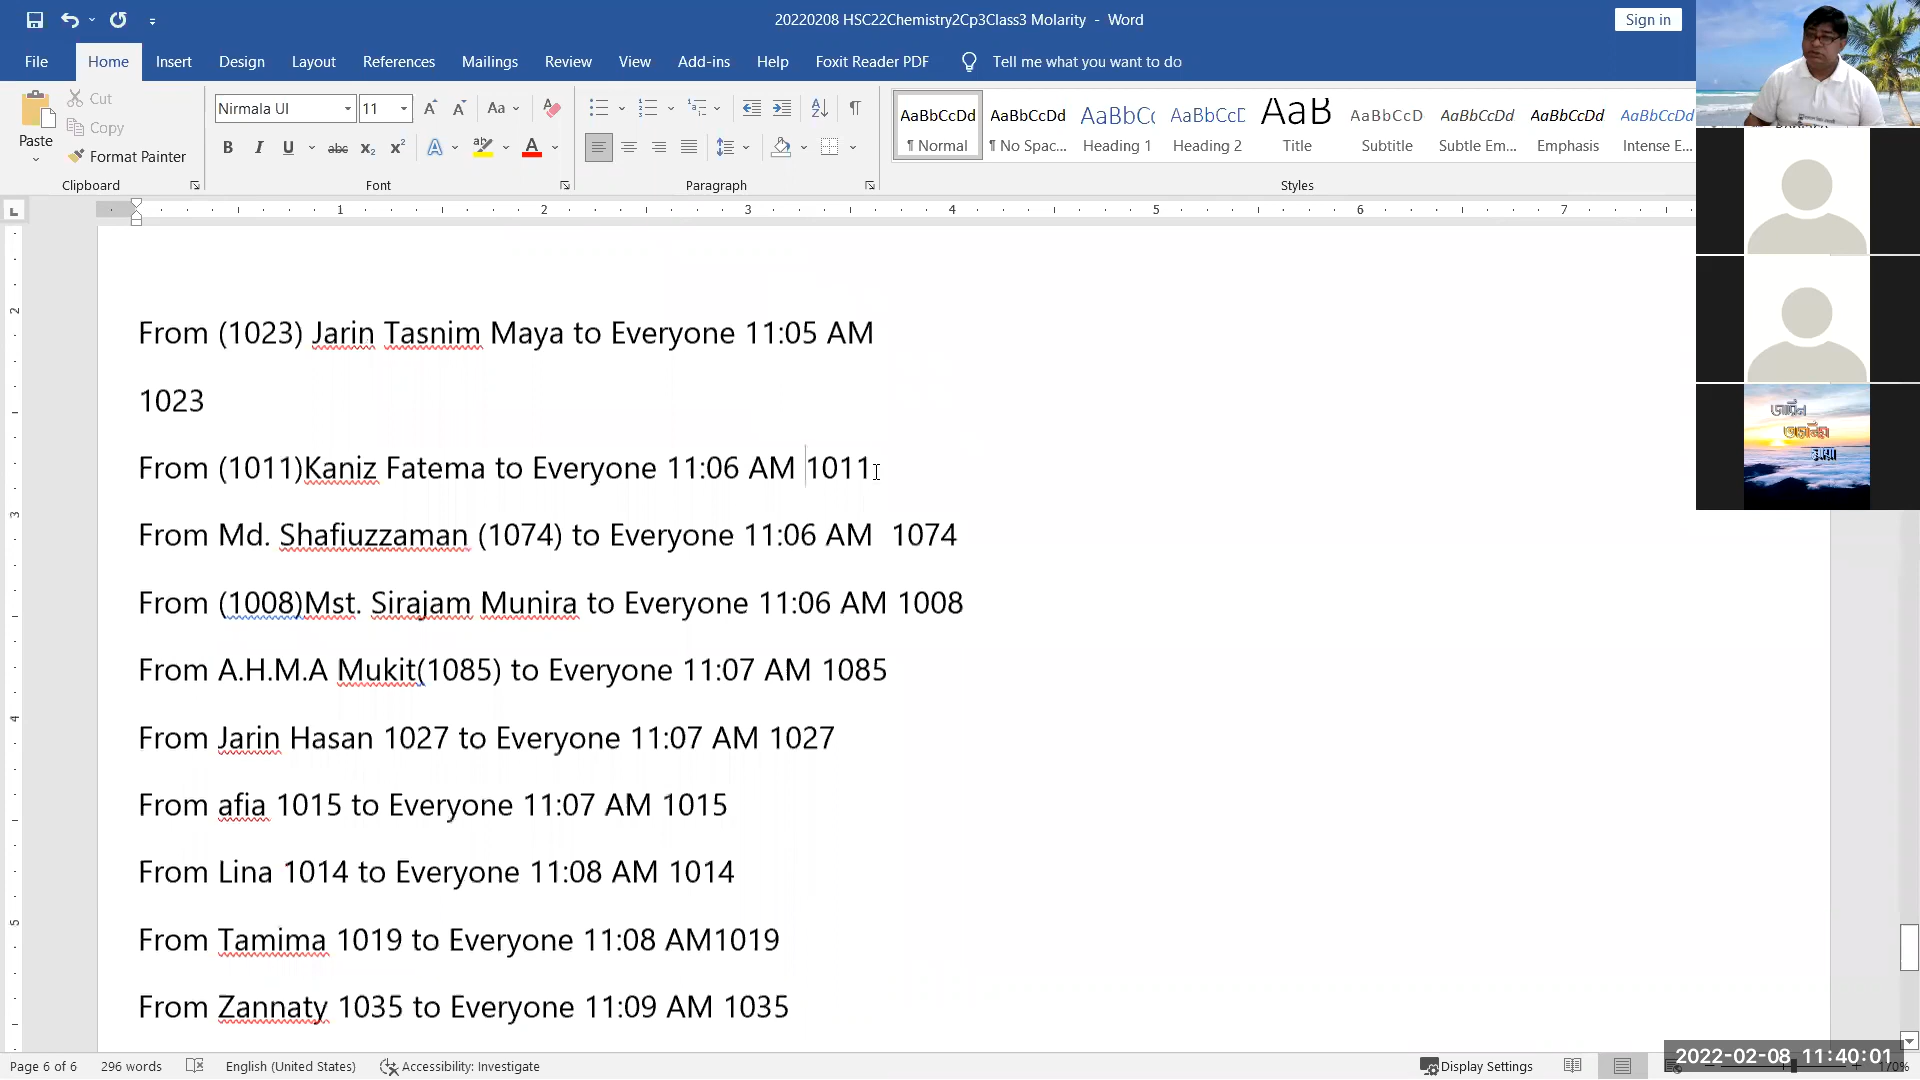 20220208 HSC22Chemistry2Cp3Class3 Molarity - Word
Sign in
File Home Insert Design Layout References Mailings Review View Add-ins Help Foxit Reader PDF Tell me what you want to do
Paste
Cut
Copy
Format Painter
Clipboard
Nirmala UI 11
Font
Paragraph
AaBbCcDd AaBbCcDd AaBbCc AaBbCcD AaB AaBbCcD AaBbCcDd AaBbCcDd AaBbCcDd
¶ Normal ¶ No Spac... Heading 1 Heading 2 Title Subtitle Subtle Em... Emphasis Intense E...
Styles
1 2 3 4 5 6 7
From (1023) Jarin Tasnim Maya to Everyone 11:05 AM
1023
From (1011)Kaniz Fatema to Everyone 11:06 AM 1011
From Md. Shafiuzzaman (1074) to Everyone 11:06 AM 1074
From (1008)Mst. Sirajam Munira to Everyone 11:06 AM 1008
From A.H.M.A Mukit(1085) to Everyone 11:07 AM 1085
From Jarin Hasan 1027 to Everyone 11:07 AM 1027
From afia 1015 to Everyone 11:07 AM 1015
From Lina 1014 to Everyone 11:08 AM 1014
From Tamima 1019 to Everyone 11:08 AM1019
From Zannaty 1035 to Everyone 11:09 AM 1035
Page 6 of 6 296 words English (United States) Accessibility: Investigate Display Settings 170%
2022-02-08 11:40:01